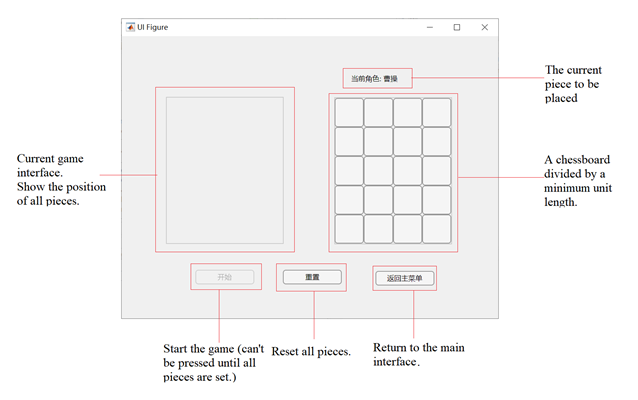 UI Figure
当前角色: 曹操
The current
piece to be
placed
Current game
interface.
Show the position
of all pieces.
A chessboard
divided by a
minimum unit
length.
开始
重置
返回主菜单
Start the game (can't
be pressed until all
pieces are set.)
Reset all pieces.
Return to the main
interface.